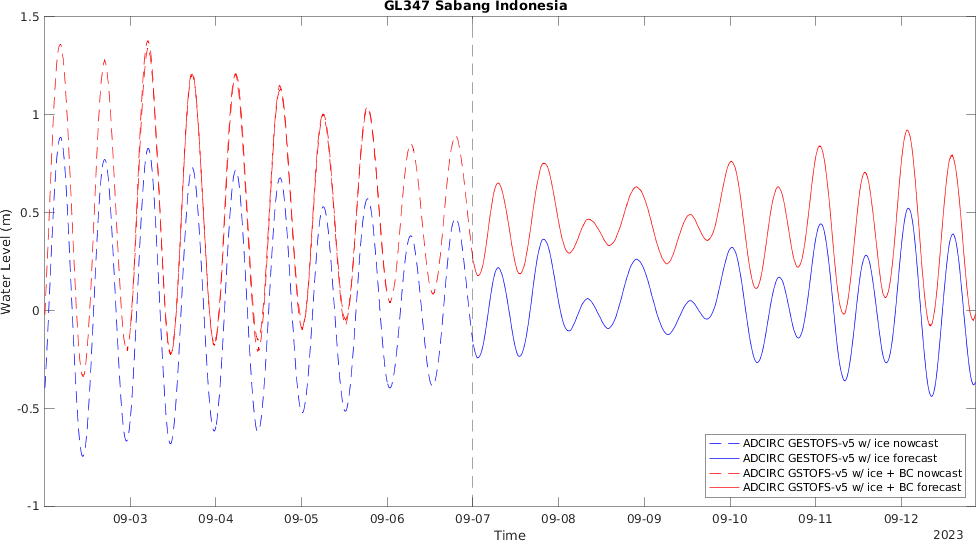 GL347 Sabang Indonesia
1.5
1
0.5
0
-0.5
-1
Water Level (m)
09-03 09-04 09-05 09-06 09-07 09-08 09-09 09-10 09-11 09-12
Time
2023
ADCIRC GESTOFS-v5 w/ ice nowcast
ADCIRC GESTOFS-v5 w/ ice forecast
ADCIRC GSTOFS-v5 w/ ice + BC nowcast
ADCIRC GSTOFS-v5 w/ ice + BC forecast